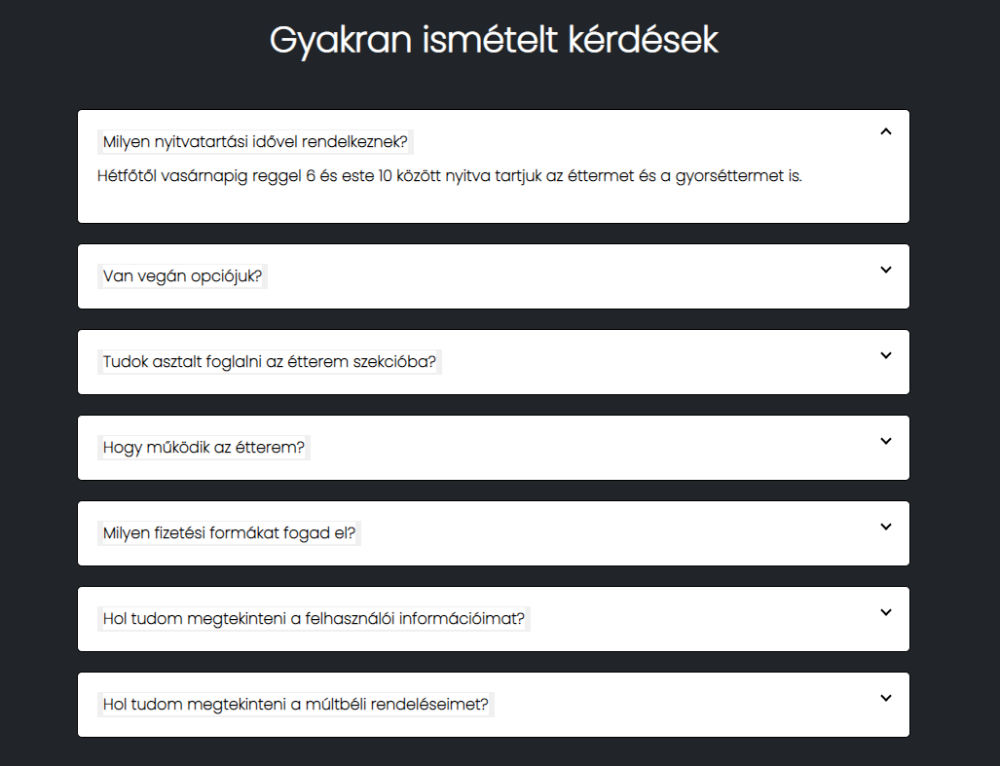 Gyakran ismételt kérdések
Milyen nyitvatartási idővel rendelkeznek?
Hétfőtől vasárnapig reggel 6 és este 10 között nyitva tartjuk az éttermet és a gyorséttermet is.
Van vegán opciójuk?
Tudok asztalt foglalni az étterem szekcióba?
Hogy működik az étterem?
Milyen fizetési formákat fogad el?
Hol tudom megtekinteni a felhasználói információimat?
Hol tudom megtekinteni a múltbéli rendeléseimet?